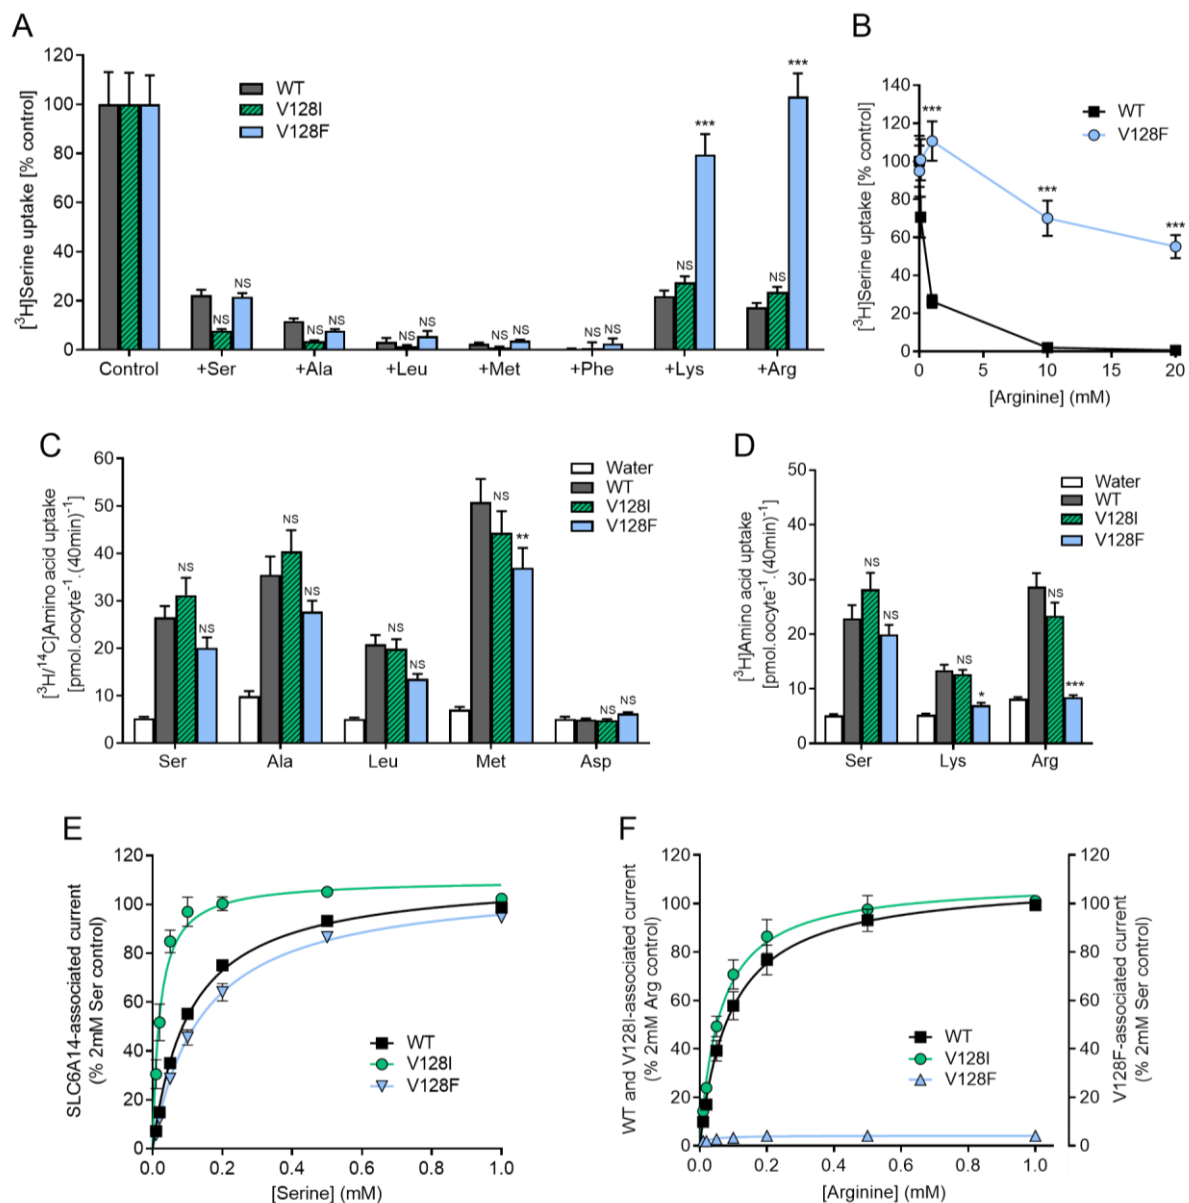 A
[³H]Serine uptake [% control]
120
100
80
60
40
20
0
WT
V128I
V128F
NS
NS
NS
NS
NS
NS
NS
NS
NS
NS
NS
***
NS
***
Control
+Ser
+Ala
+Leu
+Met
+Phe
+Lys
+Arg
B
[³H]Serine uptake [% control]
140
120
100
80
60
40
20
0
***
***
***
WT
V128F
0
5
10
15
20
[Arginine] (mM)
C
[³H/¹⁴C]Amino acid uptake
[pmol.oocyte⁻¹.(40min)⁻¹]
60
50
40
30
20
10
0
Water
WT
V128I
V128F
NS
NS
NS
NS
NS
NS
NS
**
NS
NS
Ser
Ala
Leu
Met
Asp
D
[³H]Amino acid uptake
[pmol.oocyte⁻¹.(40min)⁻¹]
50
40
30
20
10
0
Water
WT
V128I
V128F
NS
NS
NS
*
NS
***
Ser
Lys
Arg
E
SLC6A14-associated current
(% 2mM Ser control)
120
100
80
60
40
20
0
WT
V128I
V128F
0.0
0.2
0.4
0.6
0.8
1.0
[Serine] (mM)
F
WT and V128I-associated current
(% 2mM Arg control)
120
100
80
60
40
20
0
WT
V128I
V128F
0.0
0.2
0.4
0.6
0.8
1.0
[Arginine] (mM)
120
100
80
60
40
20
0
V128F-associated current
(% 2mM Ser control)